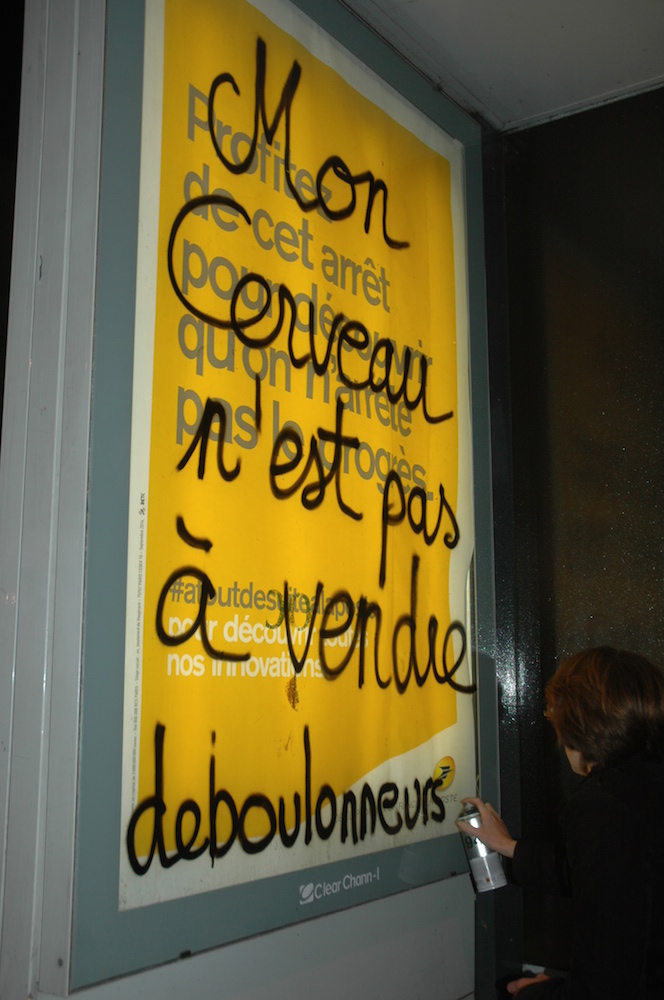 Mon
Cerveau
n'est pas
à vendre
deboulonneurs
Profitez
de cet arrêt
pour découvrir
qu'on n'arrête
pas le progrès.
#atoutdesuitealaposte
pour découvrir toutes
nos innovations
Clear Chann-l